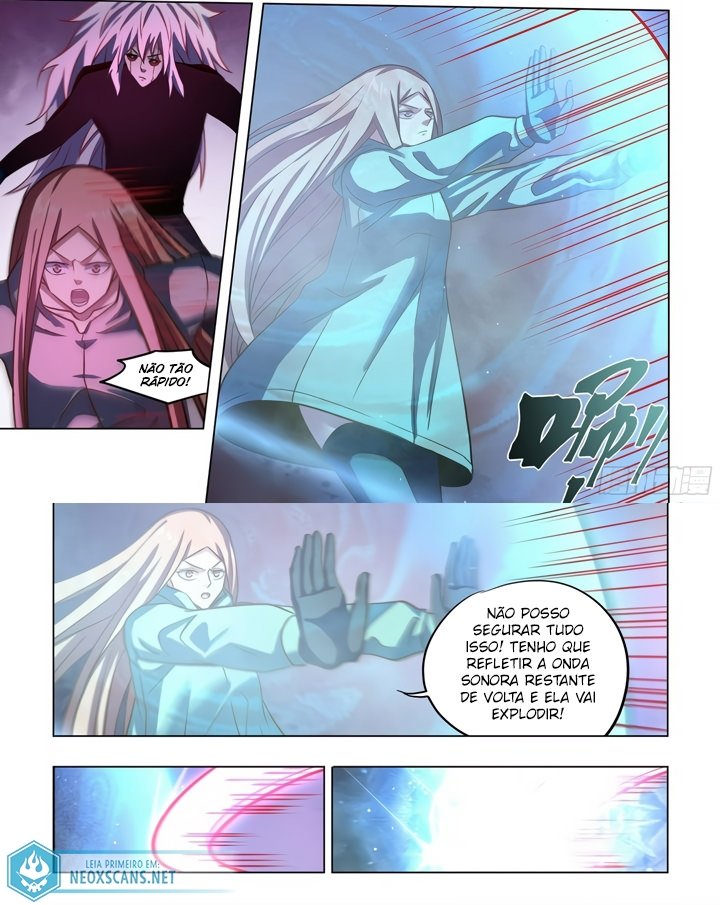 NÃO TÃO
RÁPIDO!
NÃO POSSO
SEGURAR TUDO
ISSO! TENHO QUE
REFLETIR A ONDA
SONORA RESTANTE
DE VOLTA E ELA VAI
EXPLODIR!
LEIA PRIMEIRO EM:
NEOXSCANS.NET